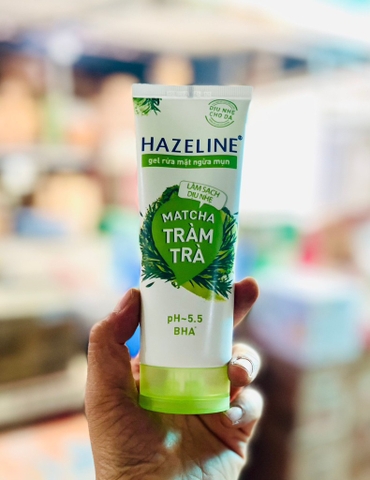 DỊU NHẸ
CHO DA
HAZELINE®
gel rửa mặt ngừa mụn
LÀM SẠCH
DỊU NHẸ
MATCHA
TRÀM
TRÀ
pH~5.5
BHA*